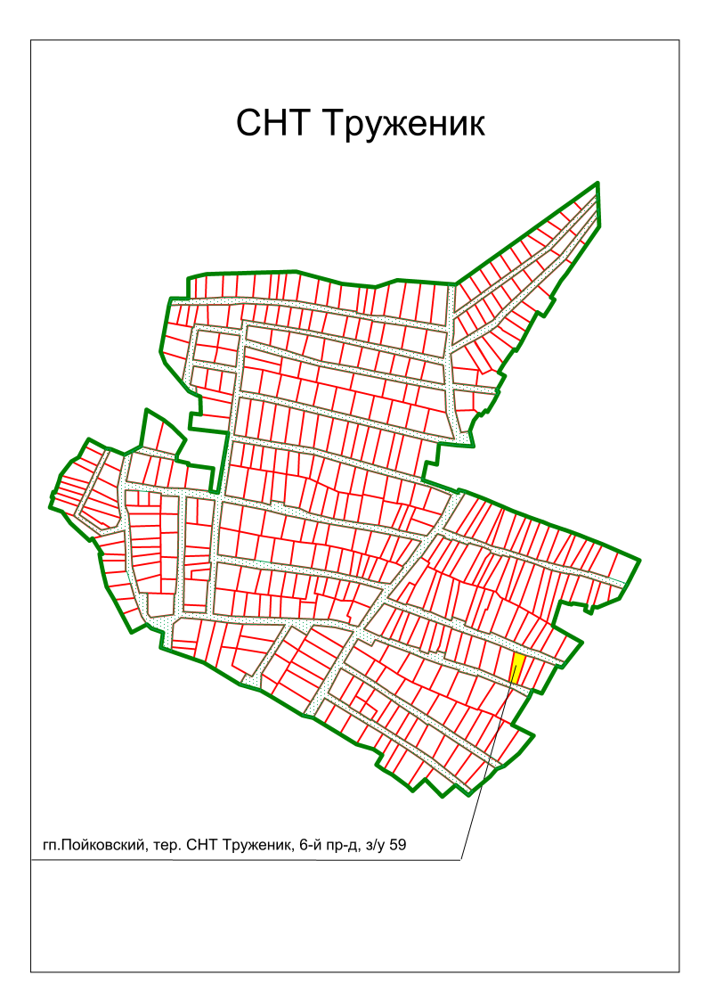 СНТ Труженик
гп.Пойковский, тер. СНТ Труженик, 6-й пр-д, з/у 59